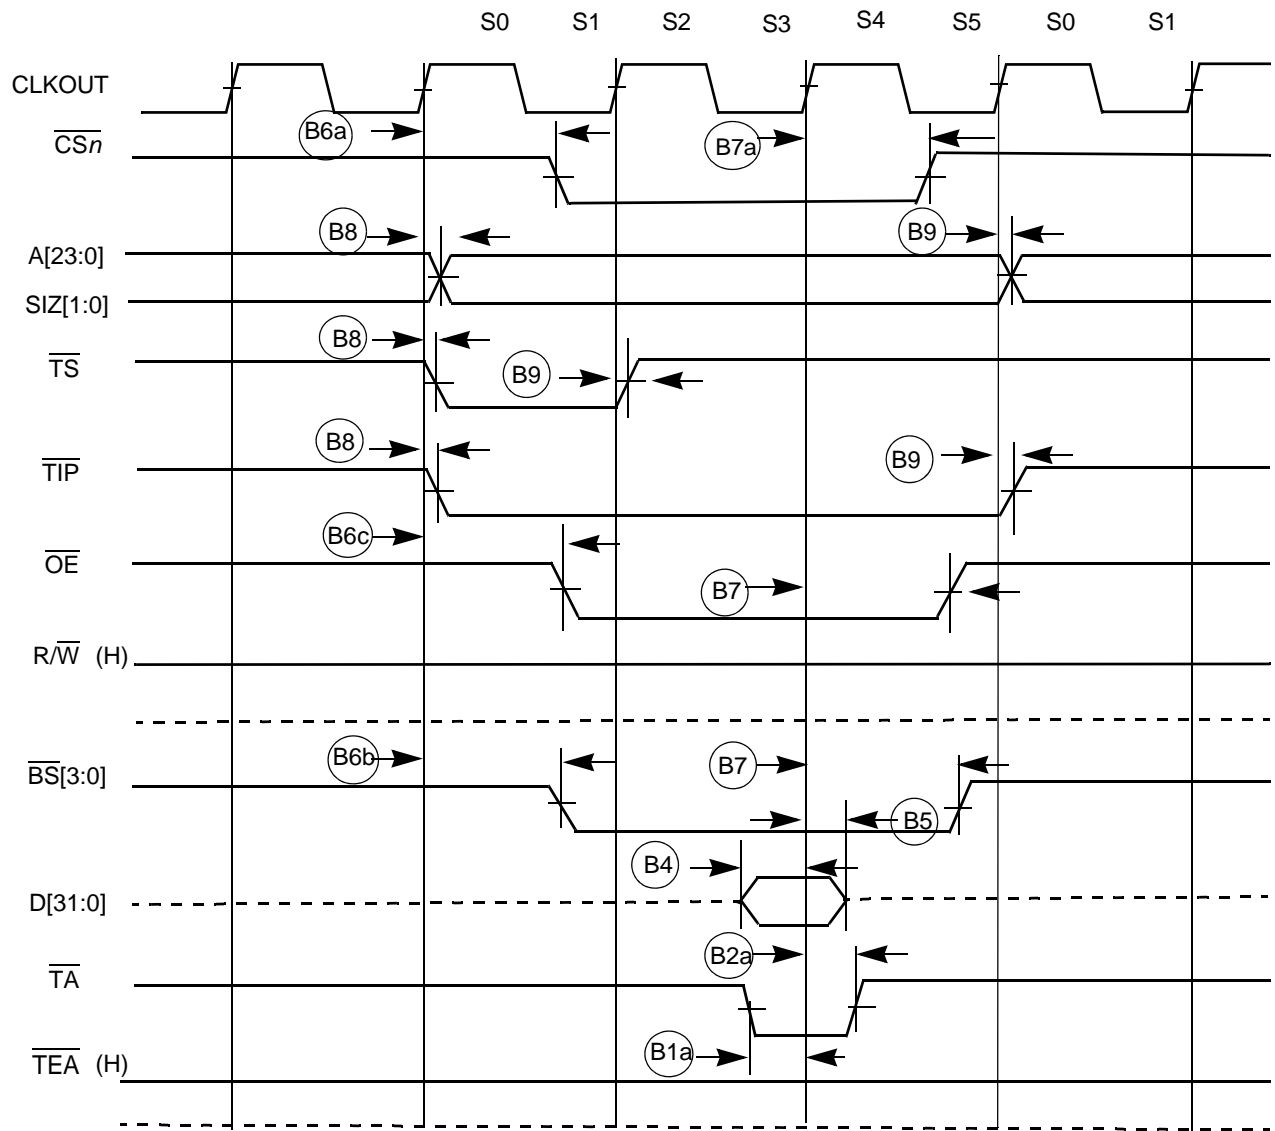 S0 S1 S2 S3 S4 S5 S0 S1
CLKOUT
B6a
CSn
B7a
B8
B9
A[23:0]
SIZ[1:0]
B8
TS
B9
B8
B9
TIP
B6c
OE
B7
R/W (H)
B6b
B7
BS[3:0]
B5
B4
D[31:0]
B2a
TA
B1a
TEA (H)